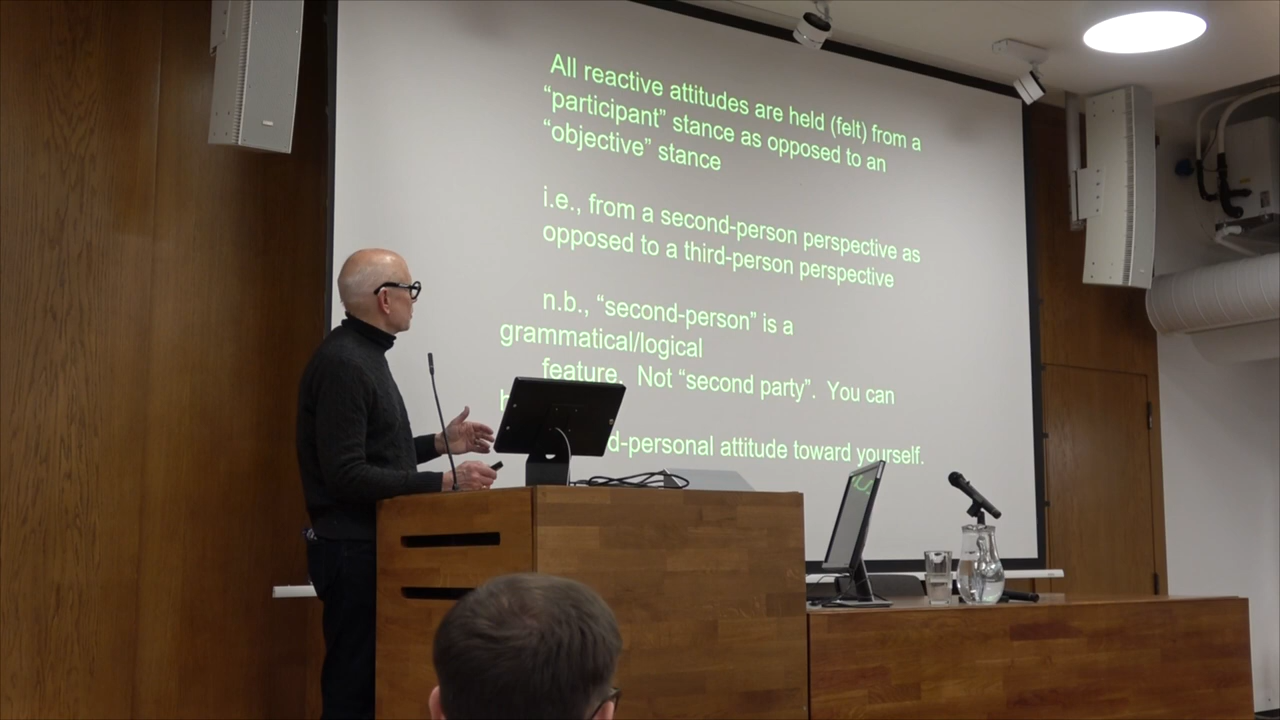 All reactive attitudes are held (felt) from a
“participant” stance as opposed to an
“objective” stance
i.e., from a second-person perspective as
opposed to a third-person perspective
n.b., “second-person” is a
grammatical/logical
feature. Not “second party”. You can
d-personal attitude toward yourself.